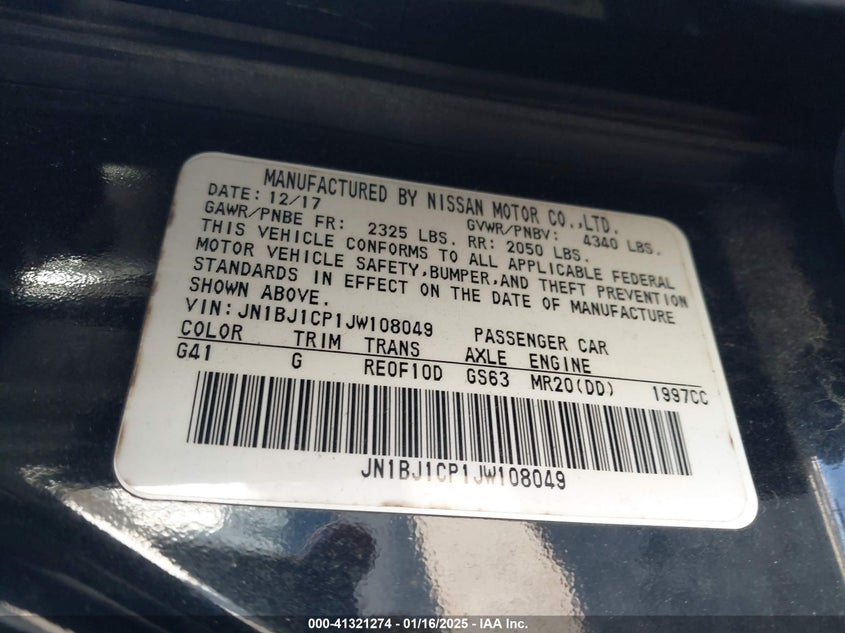 MANUFACTURED BY NISSAN MOTOR CO.,LTD.
DATE: 12/17 GVWR/PNBV: 4340 LBS.
GAWR/PNBE FR: 2325 LBS. RR: 2050 LBS.
THIS VEHICLE CONFORMS TO ALL APPLICABLE FEDERAL
MOTOR VEHICLE SAFETY,BUMPER,AND THEFT PREVENTION
STANDARDS IN EFFECT ON THE DATE OF MANUFACTURE
SHOWN ABOVE.
VIN: JN1BJ1CP1JW108049 PASSENGER CAR
COLOR TRIM TRANS AXLE ENGINE
G41 G RE0F10D GS63 MR20(DD) 1997CC
JN1BJ1CP1JW108049
000-41321274 - 01/16/2025 - IAA Inc.